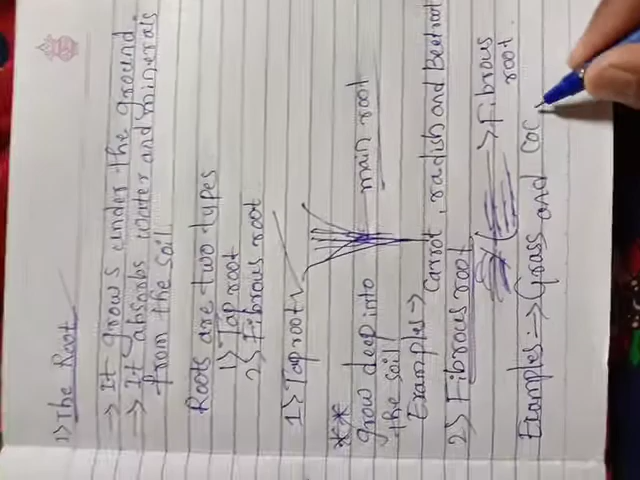 1) The Root
→ It grows under the ground.
→ It absorbs water and minerals
from the soil
Roots are two types
1) Tap root
2) Fibrous root
1) Tap root
main root
** grow deep into
the soil
Examples → Carrot, radish and Beetroot
2) Fibrous root
→ Fibrous
root.
Examples :→ Grass and coc